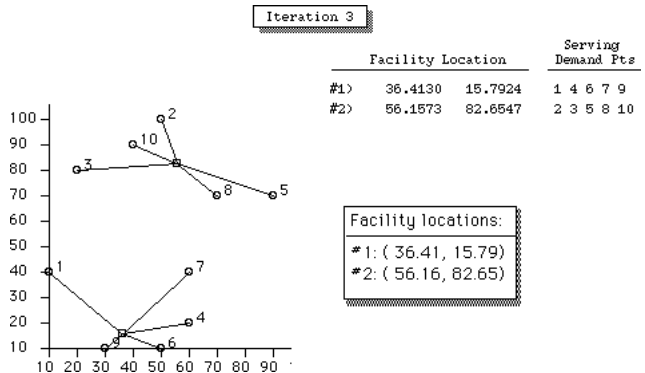 Iteration 3
Serving
Facility Location Demand Pts
#1) 36.4130 15.7924 1 4 6 7 9
#2) 56.1573 82.6547 2 3 5 8 10
100
90
80
70
60
50
40
30
20
10
2
10
3
8
5
1
7
4
9
6
10 20 30 40 50 60 70 80 90
Facility locations:
#1: ( 36.41, 15.79)
#2: ( 56.16, 82.65)